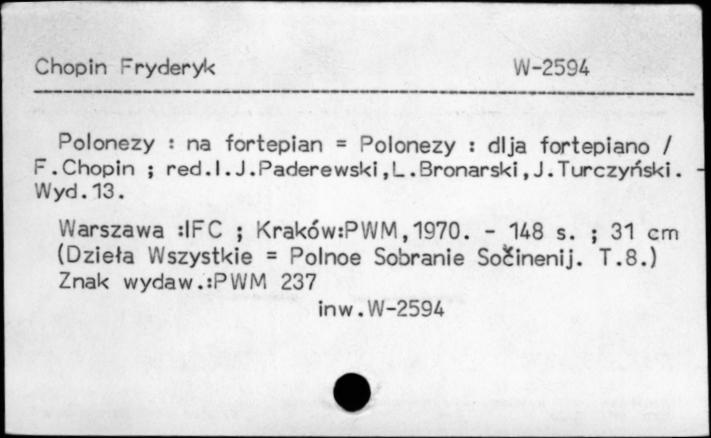 Chopin Fryderyk W-2594
Polonezy : na fortepian = Polonezy : dlja fortepiano /
F.Chopin ; red.I.J.Paderewski,L.Bronarski,J.Turczyński. -
Wyd.13.
Warszawa :IFC ; Kraków:PWM,1970. - 148 s. ; 31 cm
(Dzieła Wszystkie = Polnoe Sobranie Sočinenij. T.8.)
Znak wydaw.:PWM 237
inw.W-2594